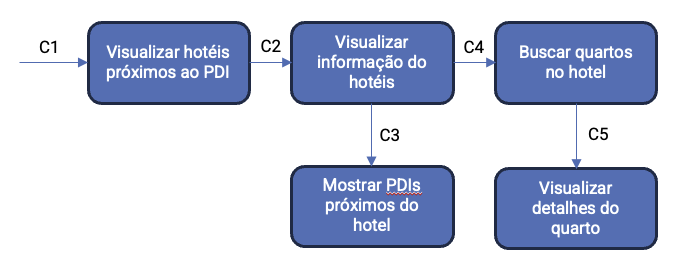 C1
Visualizar hotéis
próximos ao PDI
C2
Visualizar
informação do
hotéis
C4
Buscar quartos
no hotel
C3
C5
Mostrar PDIs
próximos do
hotel
Visualizar
detalhes do
quarto